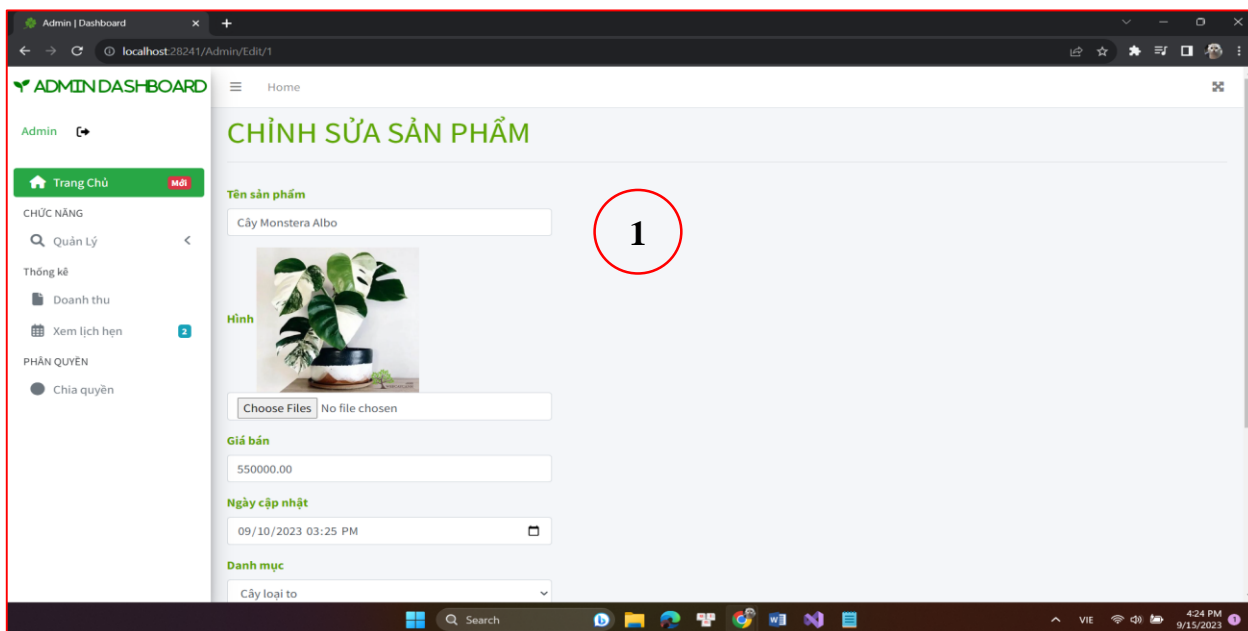 Admin | Dashboard
localhost:28241/Admin/Edit/1
ADMIN DASHBOARD
Home
Admin
CHỈNH SỬA SẢN PHẨM
Trang Chủ Mới
CHỨC NĂNG
Quản Lý
Thống kê
Doanh thu
Xem lịch hẹn 2
PHÂN QUYỀN
Chia quyền
Tên sản phẩm
Cây Monstera Albo
1
Hình
Choose Files No file chosen
Giá bán
550000.00
Ngày cập nhật
09/10/2023 03:25 PM
Danh mục
Cây loại to
Search
VIE
4:24 PM
9/15/2023
1